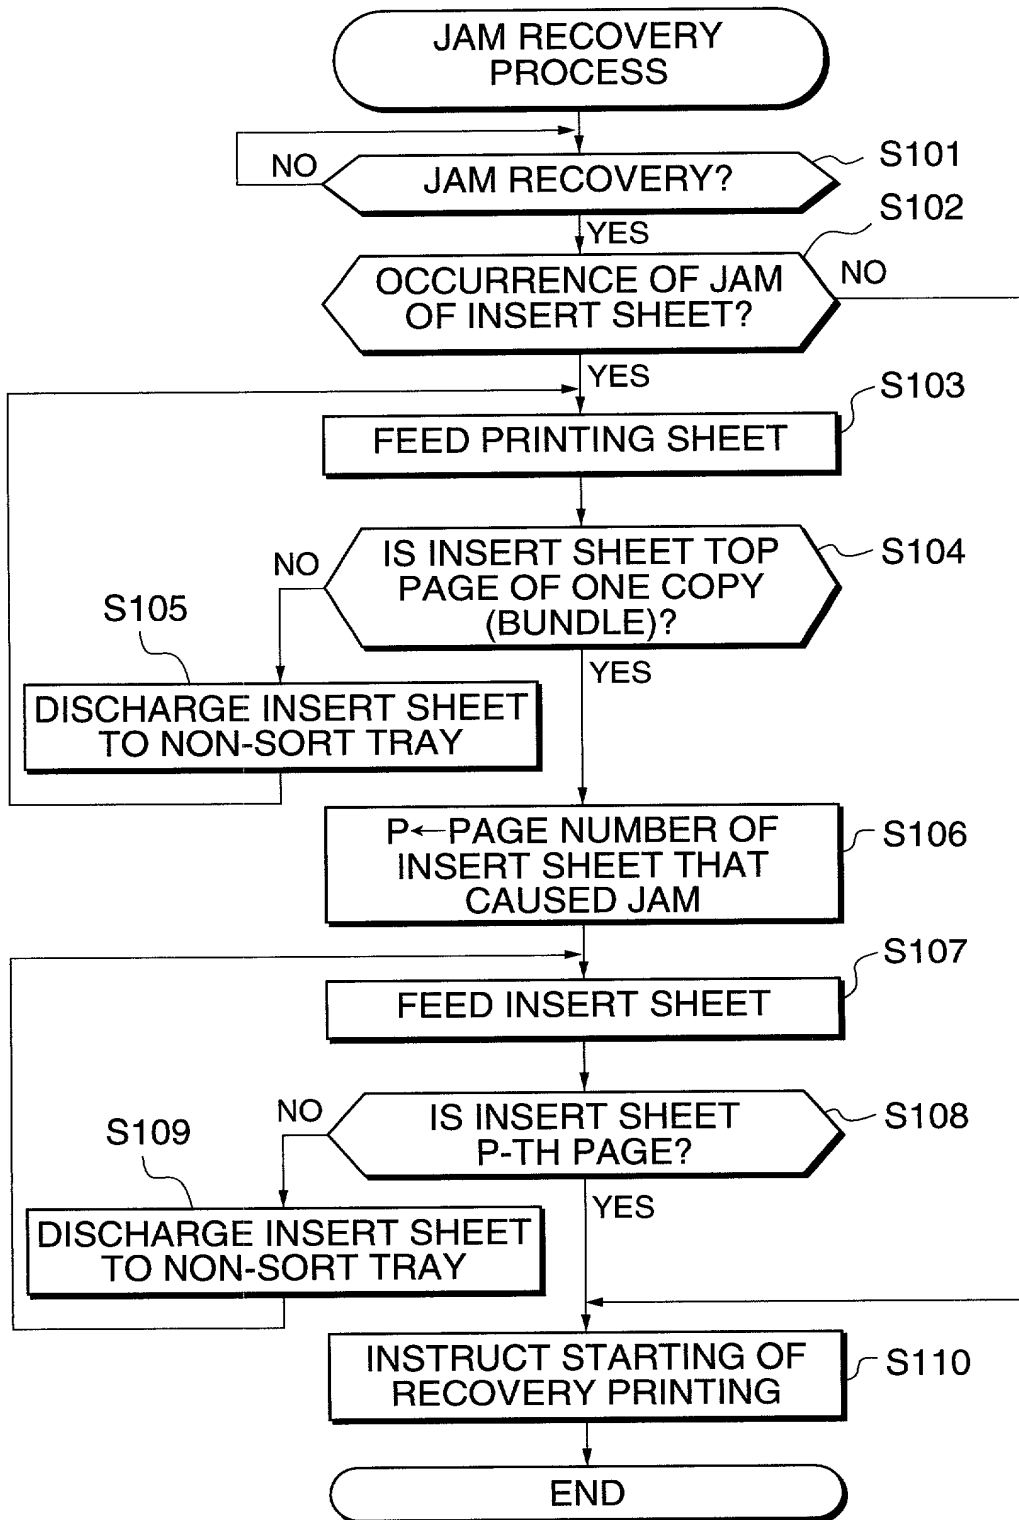 JAM RECOVERY
PROCESS
NO
JAM RECOVERY?
S101
YES
S102
OCCURRENCE OF JAM
OF INSERT SHEET?
NO
YES
S103
FEED PRINTING SHEET
IS INSERT SHEET TOP
PAGE OF ONE COPY
(BUNDLE)?
S104
NO
S105
YES
DISCHARGE INSERT SHEET
TO NON-SORT TRAY
P←PAGE NUMBER OF
INSERT SHEET THAT
CAUSED JAM
S106
S107
FEED INSERT SHEET
NO
IS INSERT SHEET
P-TH PAGE?
S108
S109
YES
DISCHARGE INSERT SHEET
TO NON-SORT TRAY
INSTRUCT STARTING OF
RECOVERY PRINTING
S110
END